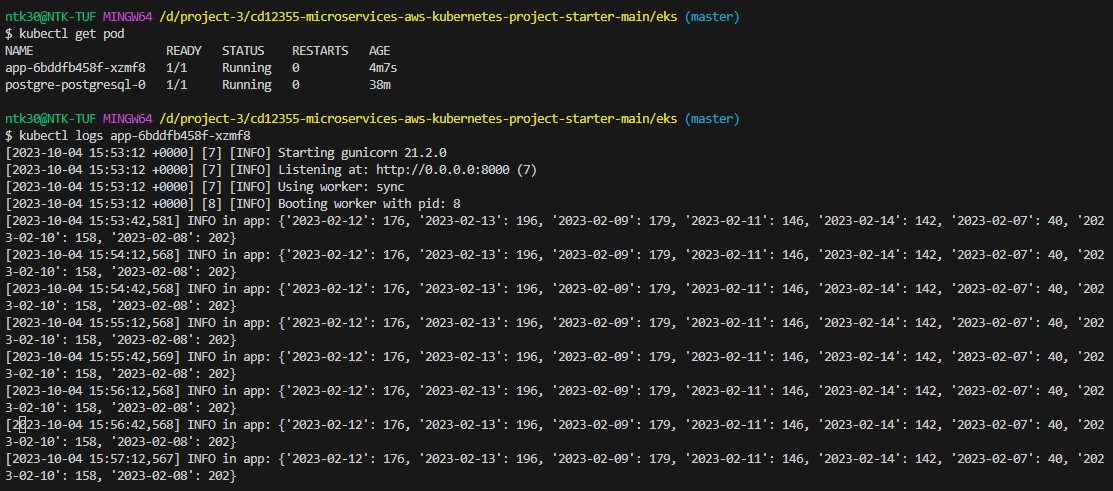 ntk30@NTK-TUF MINGW64 /d/project-3/cd12355-microservices-aws-kubernetes-project-starter-main/eks (master)
$ kubectl get pod
NAME                   READY   STATUS    RESTARTS   AGE
app-6bddfb458f-xzmf8   1/1     Running   0          4m7s
postgre-postgresql-0   1/1     Running   0          38m
ntk30@NTK-TUF MINGW64 /d/project-3/cd12355-microservices-aws-kubernetes-project-starter-main/eks (master)
$ kubectl logs app-6bddfb458f-xzmf8
[2023-10-04 15:53:12 +0000] [7] [INFO] Starting gunicorn 21.2.0
[2023-10-04 15:53:12 +0000] [7] [INFO] Listening at: http://0.0.0.0:8000 (7)
[2023-10-04 15:53:12 +0000] [7] [INFO] Using worker: sync
[2023-10-04 15:53:12 +0000] [8] [INFO] Booting worker with pid: 8
[2023-10-04 15:53:42,581] INFO in app: {'2023-02-12': 176, '2023-02-13': 196, '2023-02-09': 179, '2023-02-11': 146, '2023-02-14': 142, '2023-02-07': 40, '202
3-02-10': 158, '2023-02-08': 202}
[2023-10-04 15:54:12,568] INFO in app: {'2023-02-12': 176, '2023-02-13': 196, '2023-02-09': 179, '2023-02-11': 146, '2023-02-14': 142, '2023-02-07': 40, '202
3-02-10': 158, '2023-02-08': 202}
[2023-10-04 15:54:42,568] INFO in app: {'2023-02-12': 176, '2023-02-13': 196, '2023-02-09': 179, '2023-02-11': 146, '2023-02-14': 142, '2023-02-07': 40, '202
3-02-10': 158, '2023-02-08': 202}
[2023-10-04 15:55:12,568] INFO in app: {'2023-02-12': 176, '2023-02-13': 196, '2023-02-09': 179, '2023-02-11': 146, '2023-02-14': 142, '2023-02-07': 40, '202
3-02-10': 158, '2023-02-08': 202}
[2023-10-04 15:55:42,569] INFO in app: {'2023-02-12': 176, '2023-02-13': 196, '2023-02-09': 179, '2023-02-11': 146, '2023-02-14': 142, '2023-02-07': 40, '202
3-02-10': 158, '2023-02-08': 202}
[2023-10-04 15:56:12,568] INFO in app: {'2023-02-12': 176, '2023-02-13': 196, '2023-02-09': 179, '2023-02-11': 146, '2023-02-14': 142, '2023-02-07': 40, '202
3-02-10': 158, '2023-02-08': 202}
[2023-10-04 15:56:42,568] INFO in app: {'2023-02-12': 176, '2023-02-13': 196, '2023-02-09': 179, '2023-02-11': 146, '2023-02-14': 142, '2023-02-07': 40, '202
3-02-10': 158, '2023-02-08': 202}
[2023-10-04 15:57:12,567] INFO in app: {'2023-02-12': 176, '2023-02-13': 196, '2023-02-09': 179, '2023-02-11': 146, '2023-02-14': 142, '2023-02-07': 40, '202
3-02-10': 158, '2023-02-08': 202}